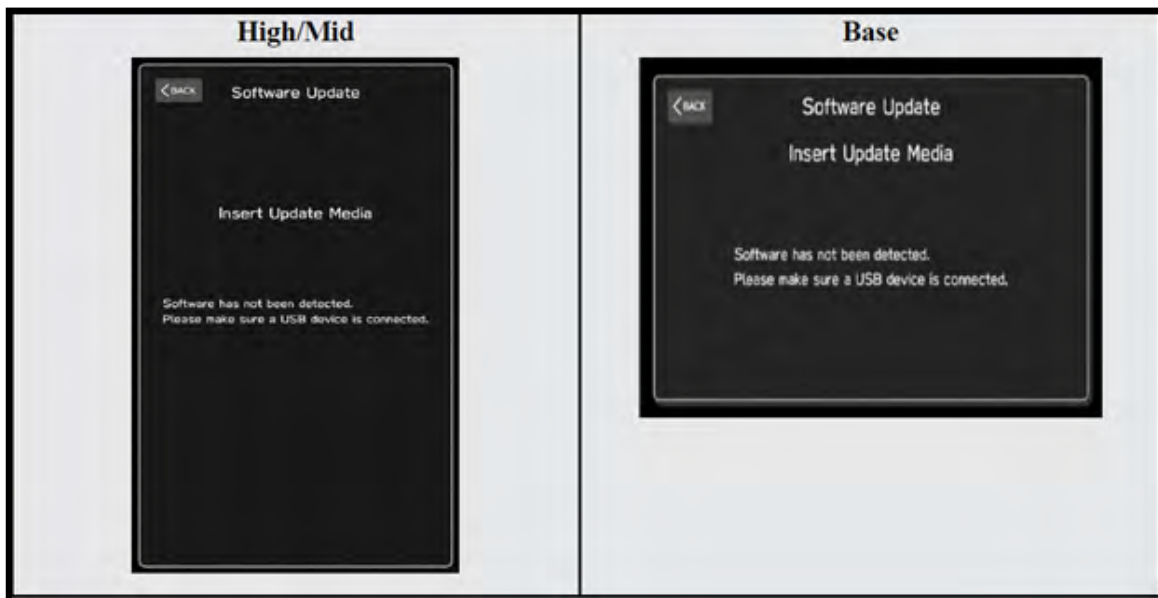 High/Mid
< BACK
Software Update
Insert Update Media
Software has not been detected.
Please make sure a USB device is connected.
Base
< BACK
Software Update
Insert Update Media
Software has not been detected.
Please make sure a USB device is connected.